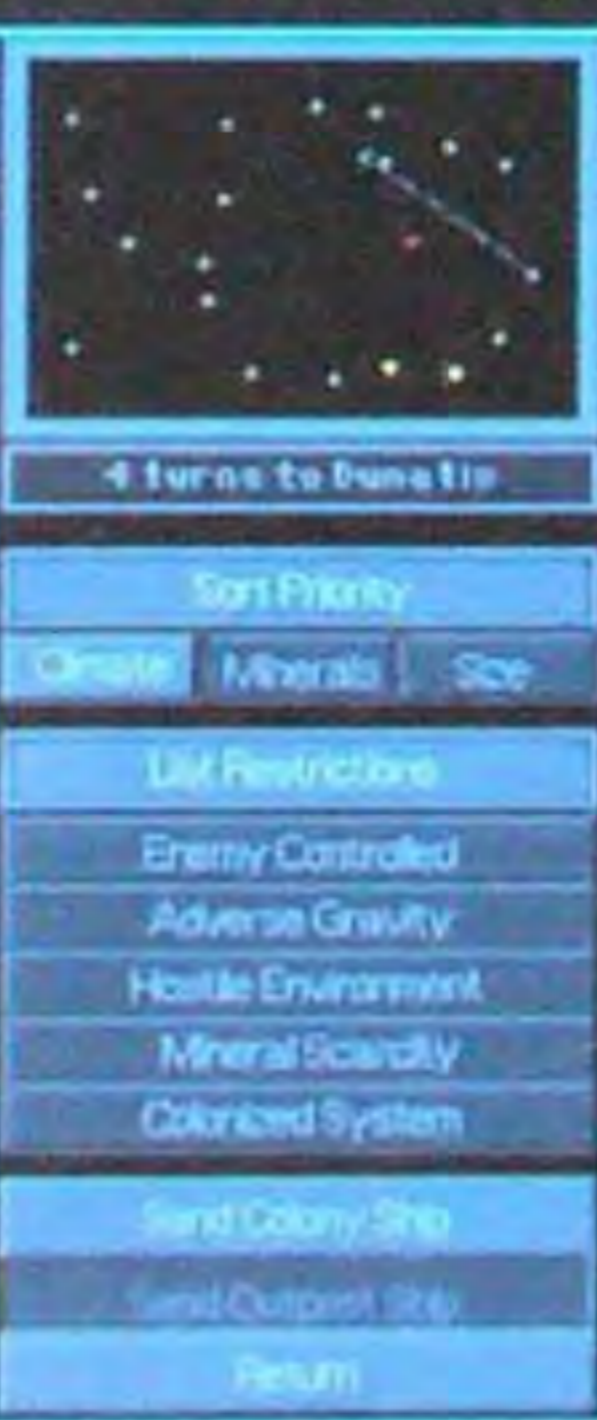 4 turns to
Sort Priority
Climate Minerals Size
List Restrictions
Enemy Controlled
Adverse Gravity
Hostile Environment
Mineral Scarcity
Colonized System
Send Colony Ship
Send Outpost Ship
Return